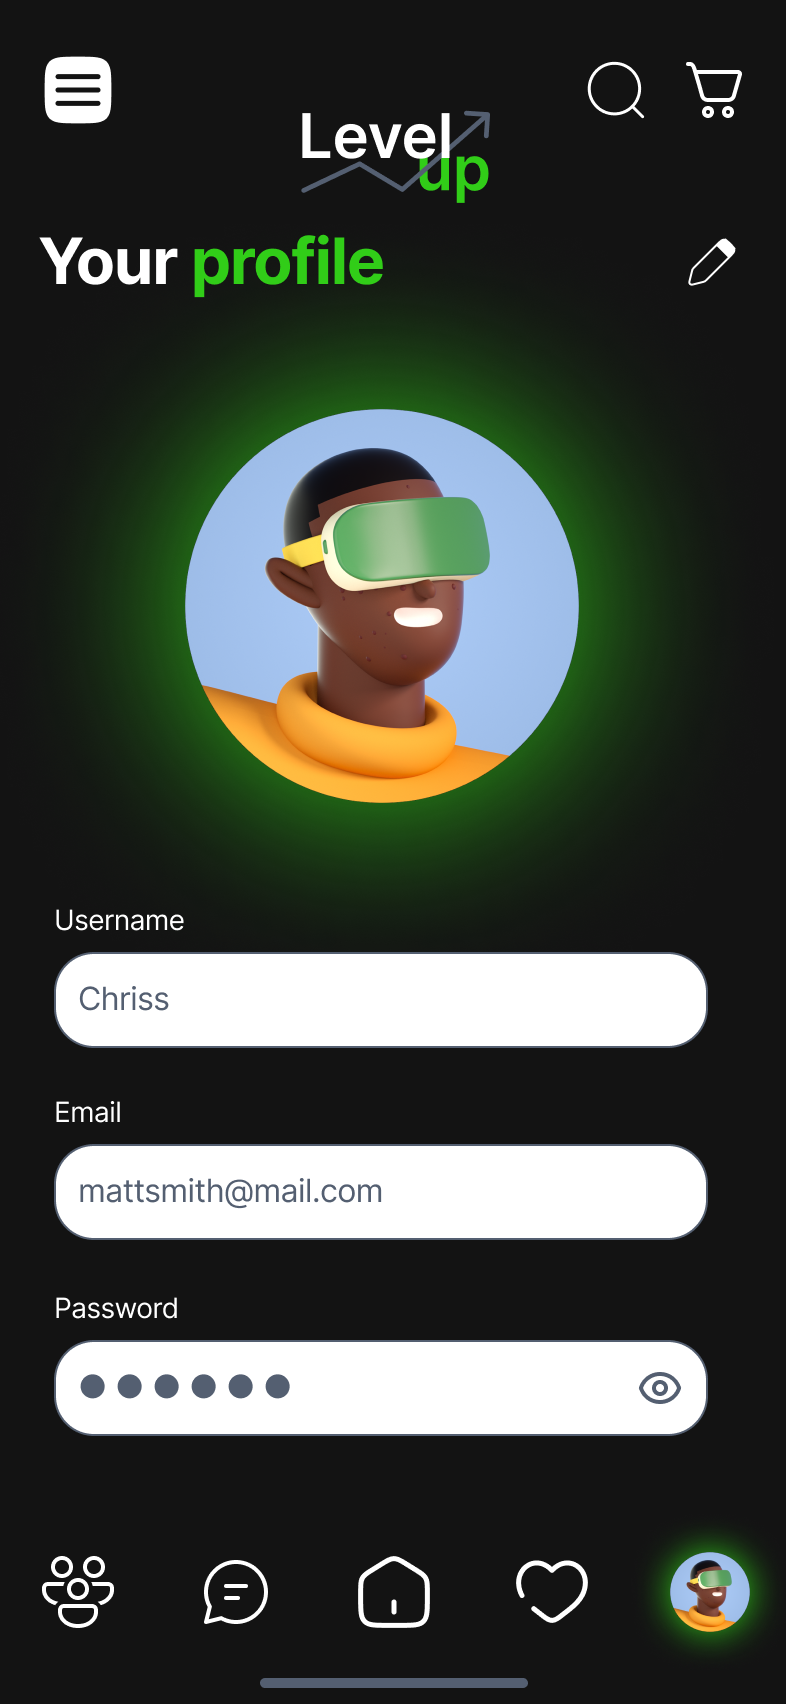 Level
up
Your profile
Username
Chriss
Email
mattsmith@mail.com
Password